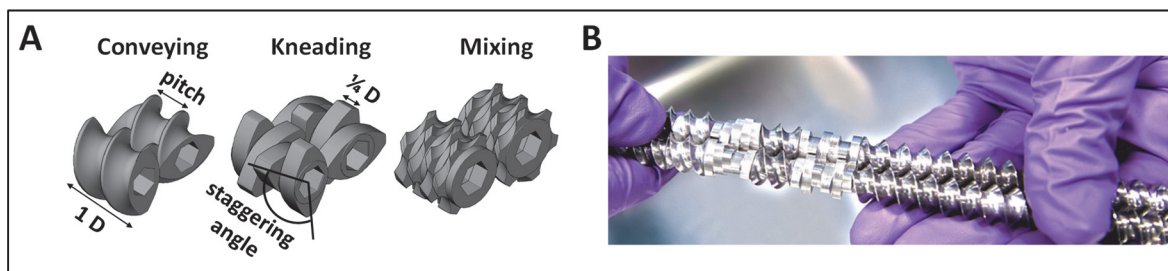 A
B
Conveying
Kneading
Mixing
pitch
¼ D
1 D
staggering
angle